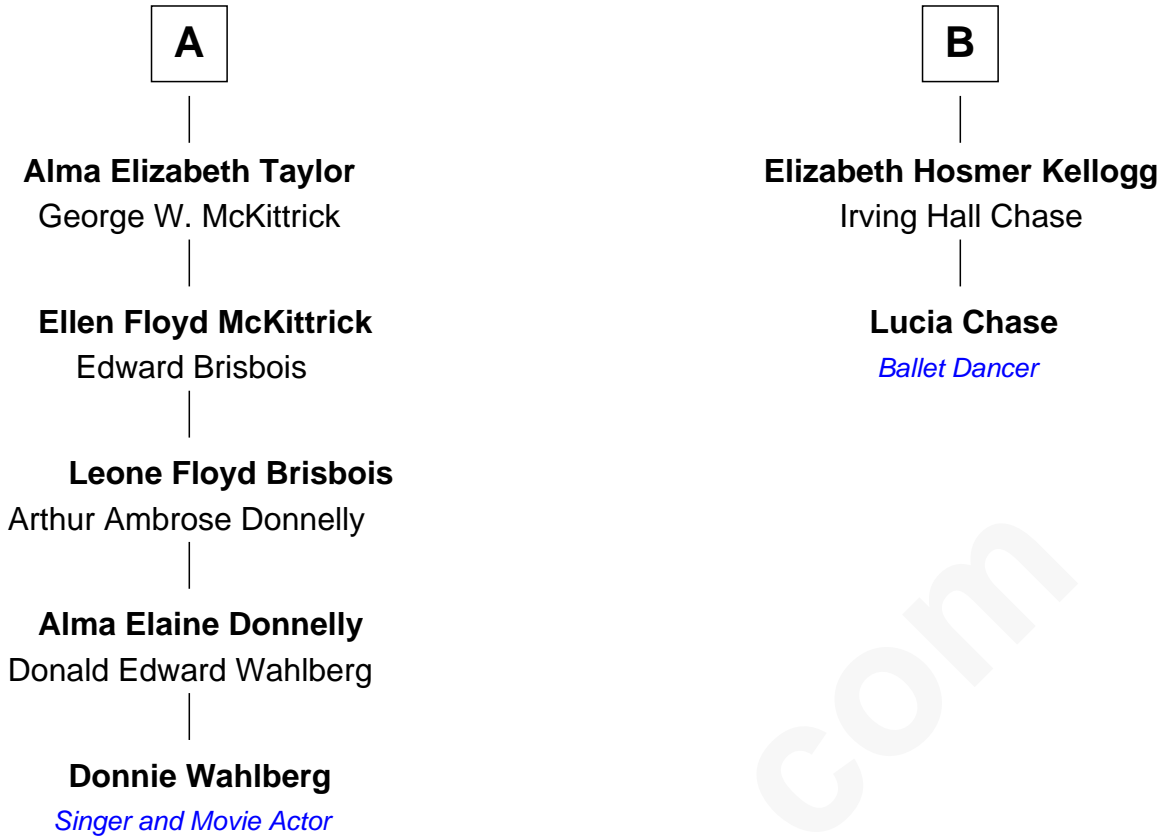 A
Alma Elizabeth Taylor
George W. McKittrick
Ellen Floyd McKittrick
Edward Brisbois
Leone Floyd Brisbois
Arthur Ambrose Donnelly
Alma Elaine Donnelly
Donald Edward Wahlberg
Donnie Wahlberg
Singer and Movie Actor
B
Elizabeth Hosmer Kellogg
Irving Hall Chase
Lucia Chase
Ballet Dancer
com